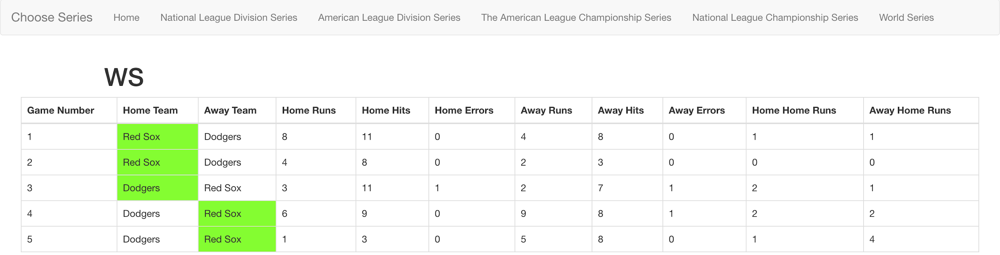 Choose Series Home National League Division Series American League Division Series The American League Championship Series National League Championship Series World Series
WS
Game Number Home Team Away Team Home Runs Home Hits Home Errors Away Runs Away Hits Away Errors Home Home Runs Away Home Runs
1 Red Sox Dodgers 8 11 0 4 8 0 1 1
2 Red Sox Dodgers 4 8 0 2 3 0 0 0
3 Dodgers Red Sox 3 11 1 2 7 1 2 1
4 Dodgers Red Sox 6 9 0 9 8 1 2 2
5 Dodgers Red Sox 1 3 0 5 8 0 1 4